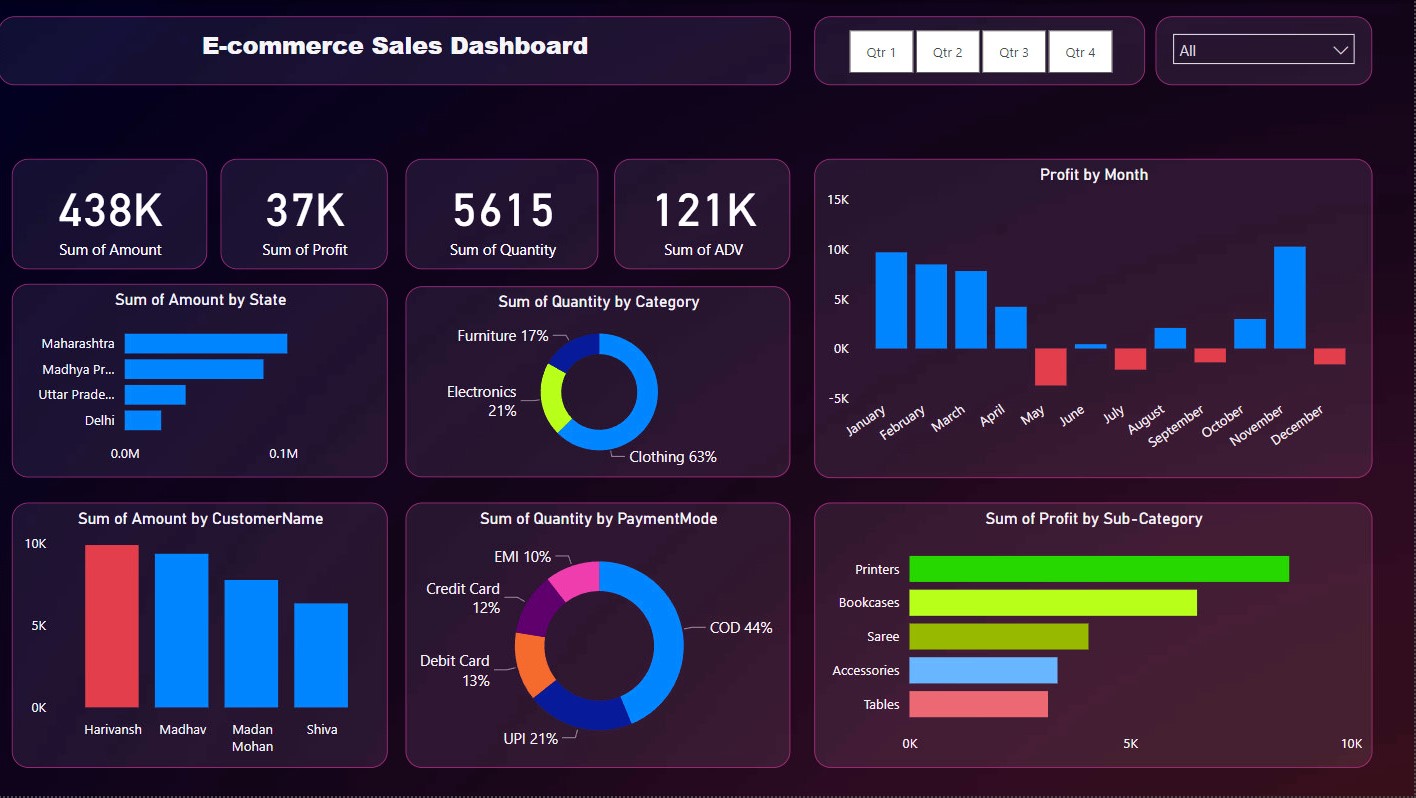 E-commerce Sales Dashboard
Qtr 1
Qtr 2
Qtr 3
Qtr 4
All
438K
Sum of Amount
37K
Sum of Profit
5615
Sum of Quantity
121K
Sum of ADV
Profit by Month
15K
10K
5K
0K
-5K
January
February
March
April
May
June
July
August
September
October
November
December
Sum of Amount by State
Maharashtra
Madhya Pr...
Uttar Prade...
Delhi
0.0M
0.1M
Sum of Quantity by Category
Furniture 17%
Electronics
21%
Clothing 63%
Sum of Amount by CustomerName
10K
5K
0K
Harivansh
Madhav
Madan
Mohan
Shiva
Sum of Quantity by PaymentMode
EMI 10%
Credit Card
12%
COD 44%
Debit Card
13%
UPI 21%
Sum of Profit by Sub-Category
Printers
Bookcases
Saree
Accessories
Tables
0K
5K
10K